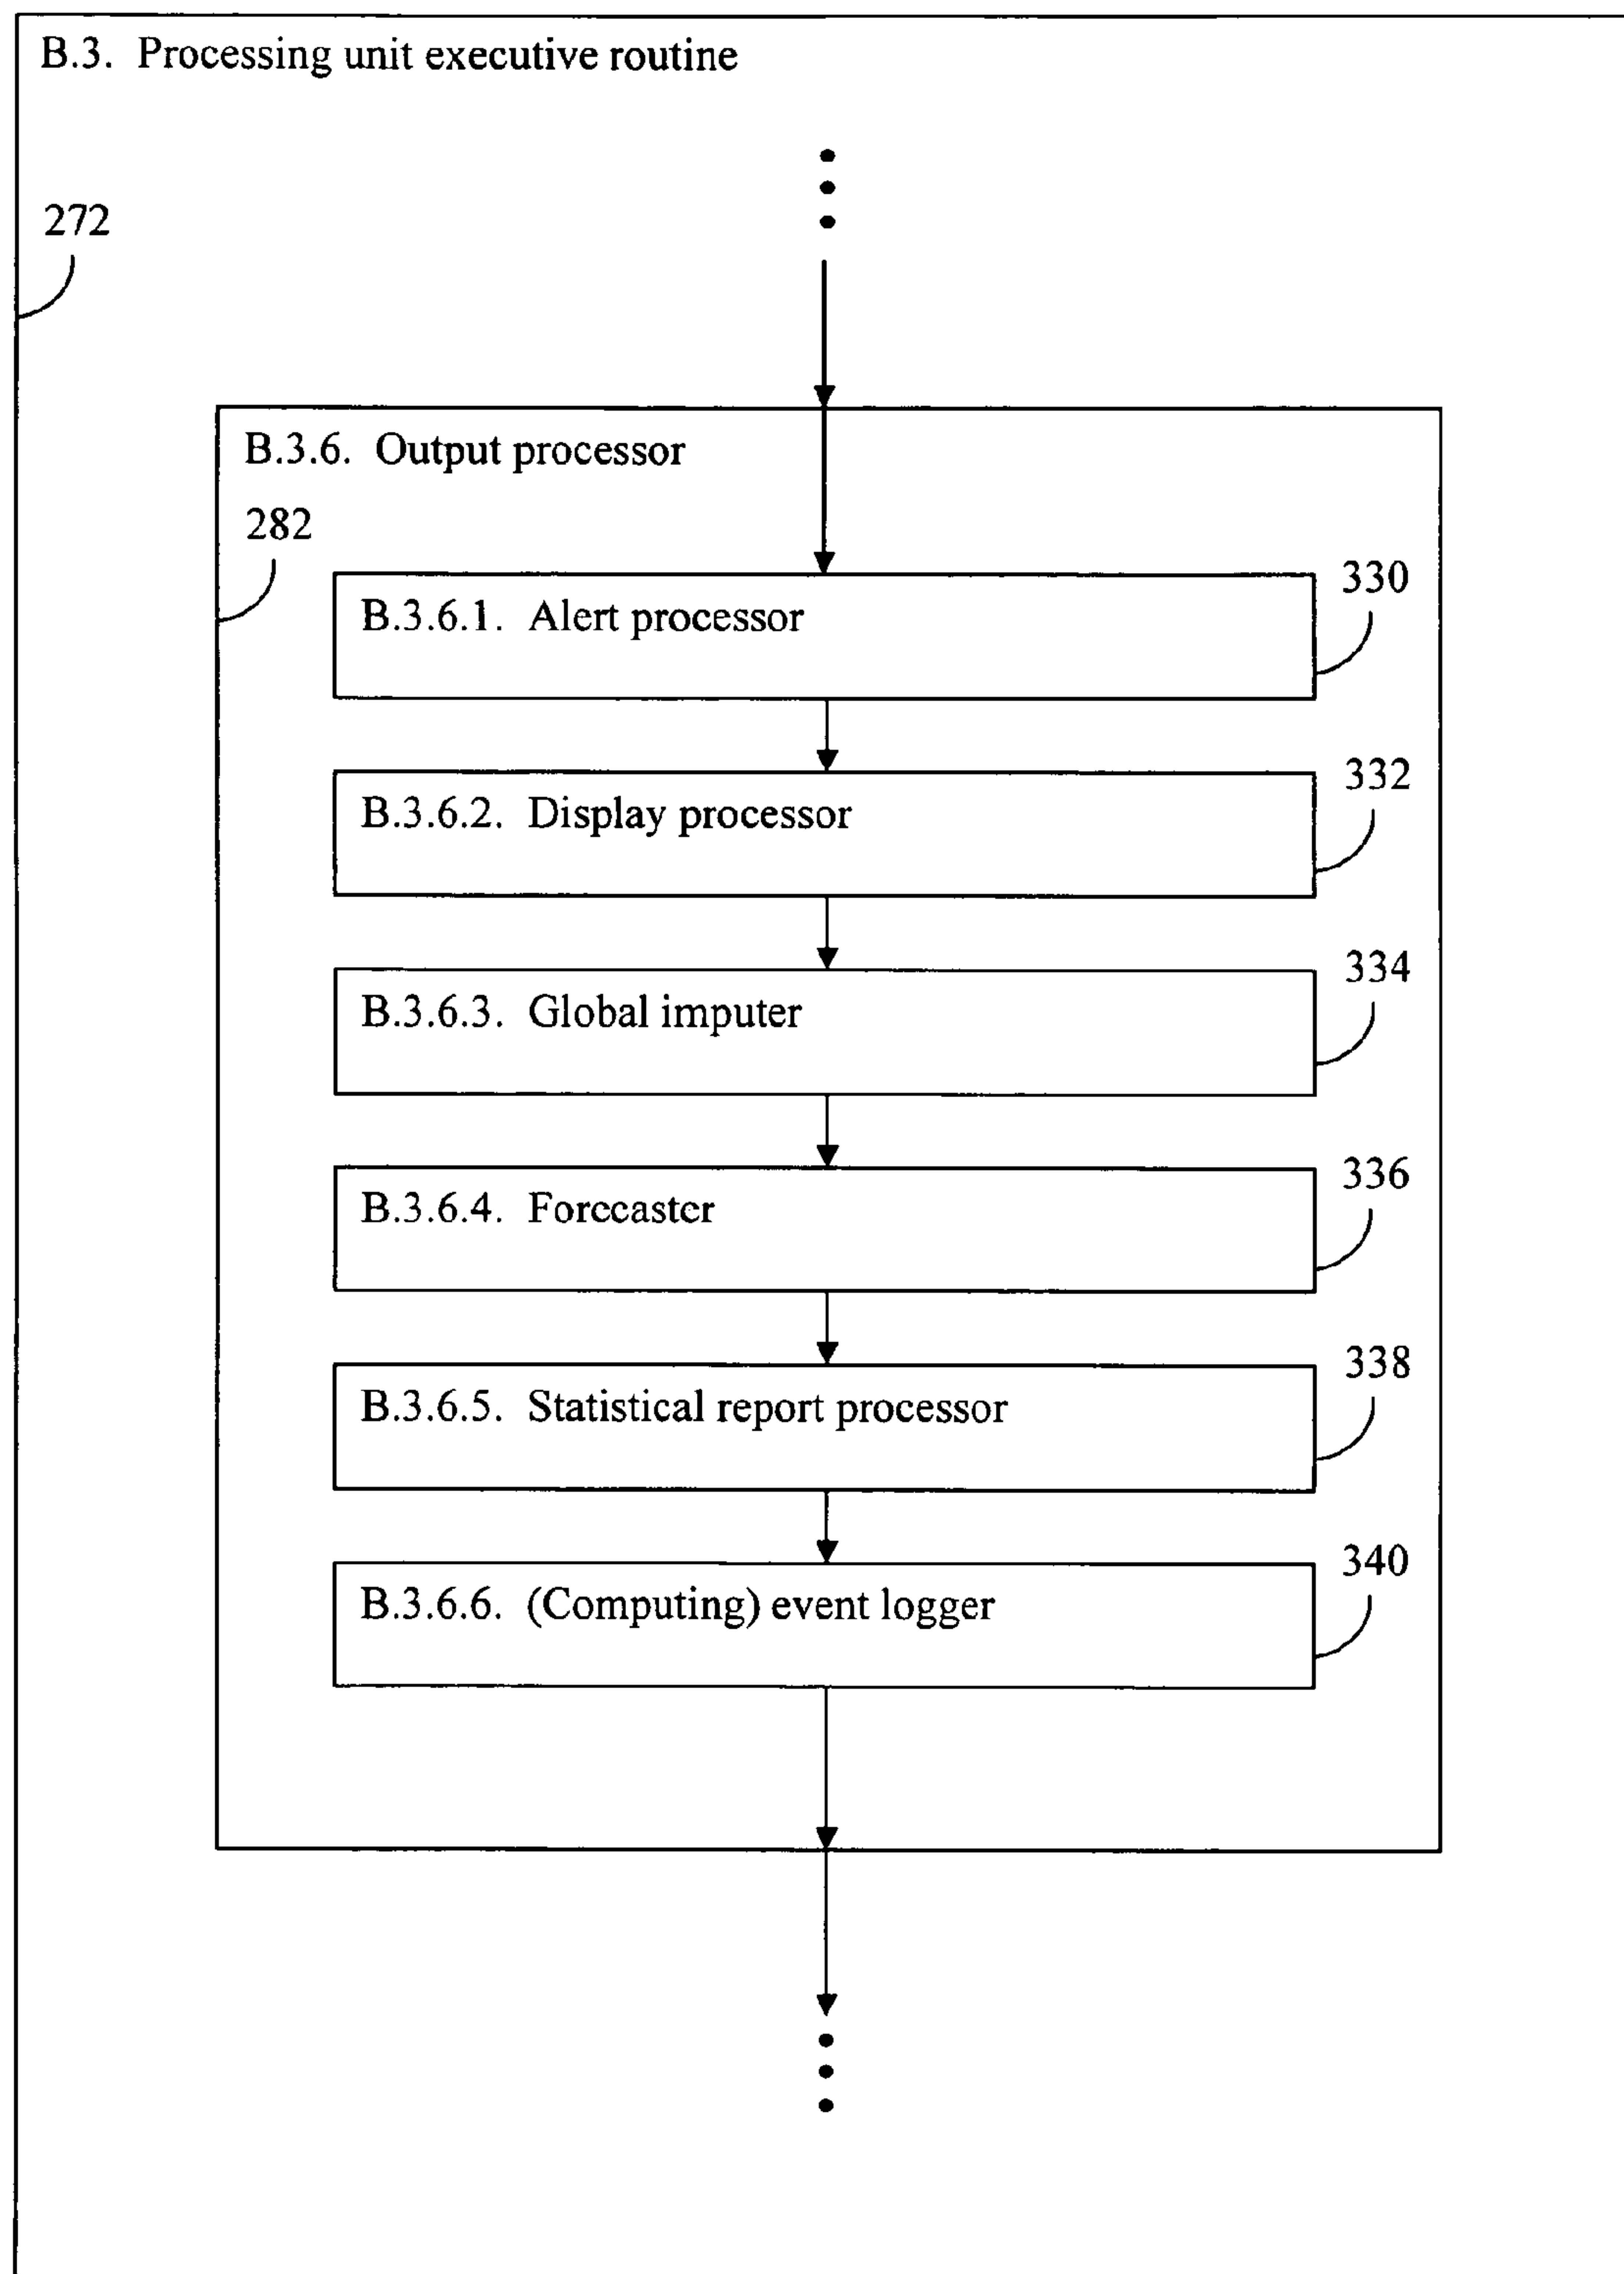 B.3. Processing unit executive routine
272
B.3.6. Output processor
282
330
B.3.6.1. Alert processor
332
B.3.6.2. Display processor
334
B.3.6.3. Global imputer
336
B.3.6.4. Forecaster
338
B.3.6.5. Statistical report processor
340
B.3.6.6. (Computing) event logger